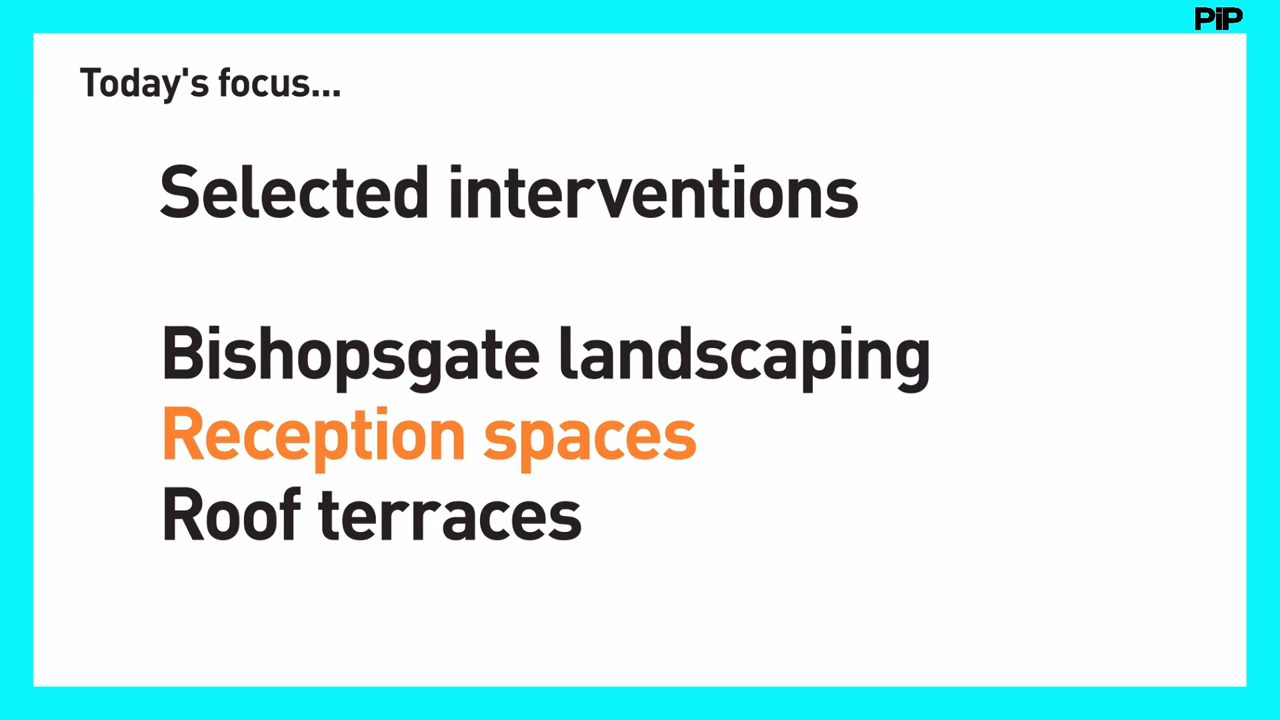 PiP
Today's focus...
Selected interventions
Bishopsgate landscaping
Reception spaces
Roof terraces